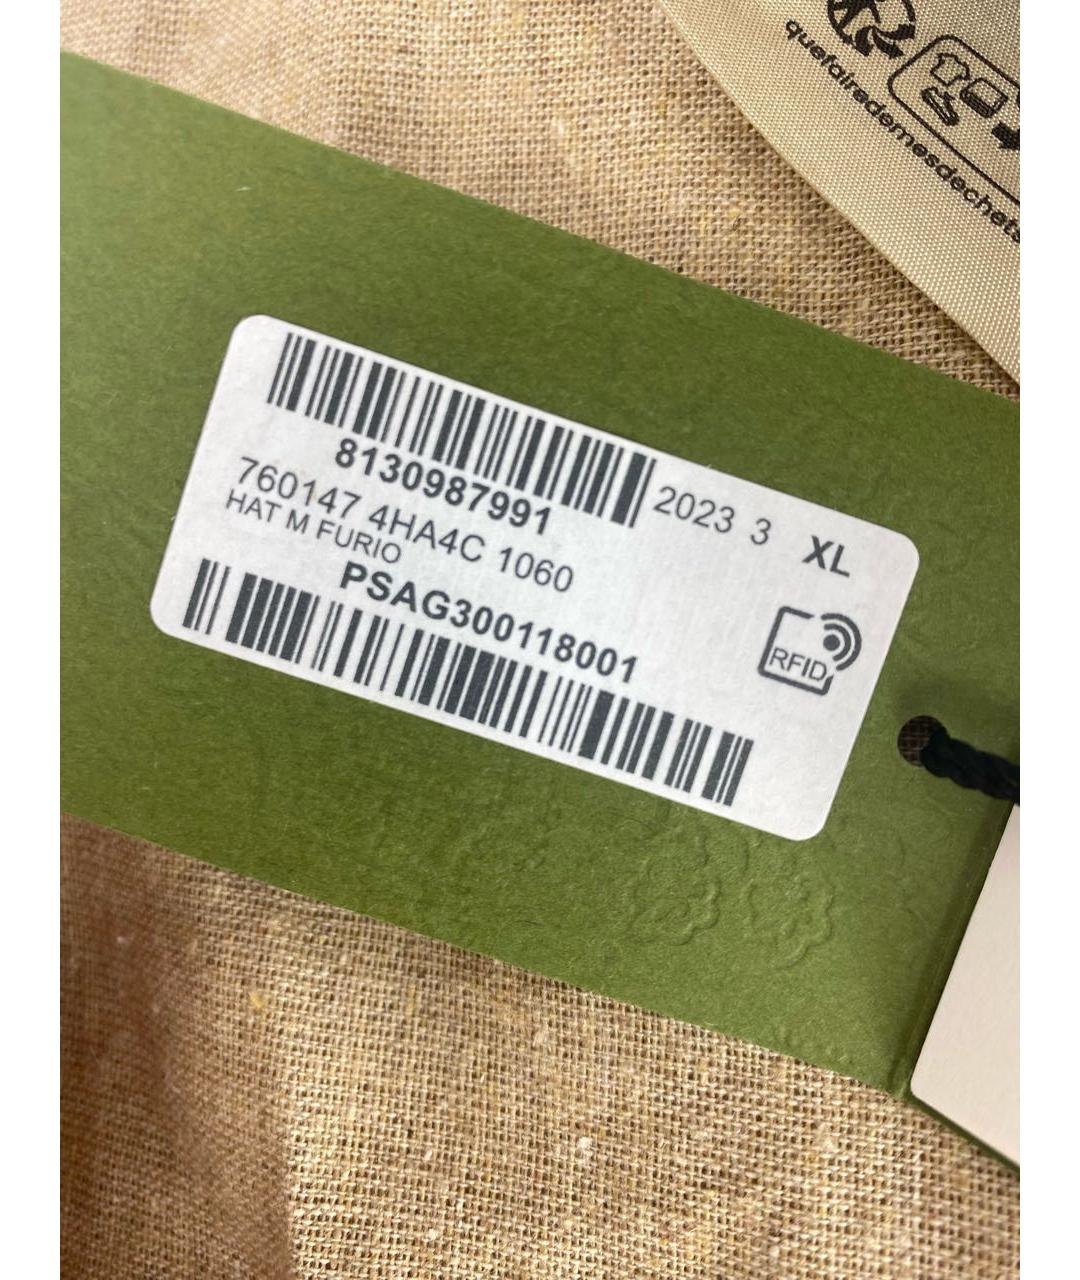 quefairedemesdechets
8130987991
2023 3 XL
760147 4HA4C 1060
HAT M FURIO
PSAG300118001
RFID